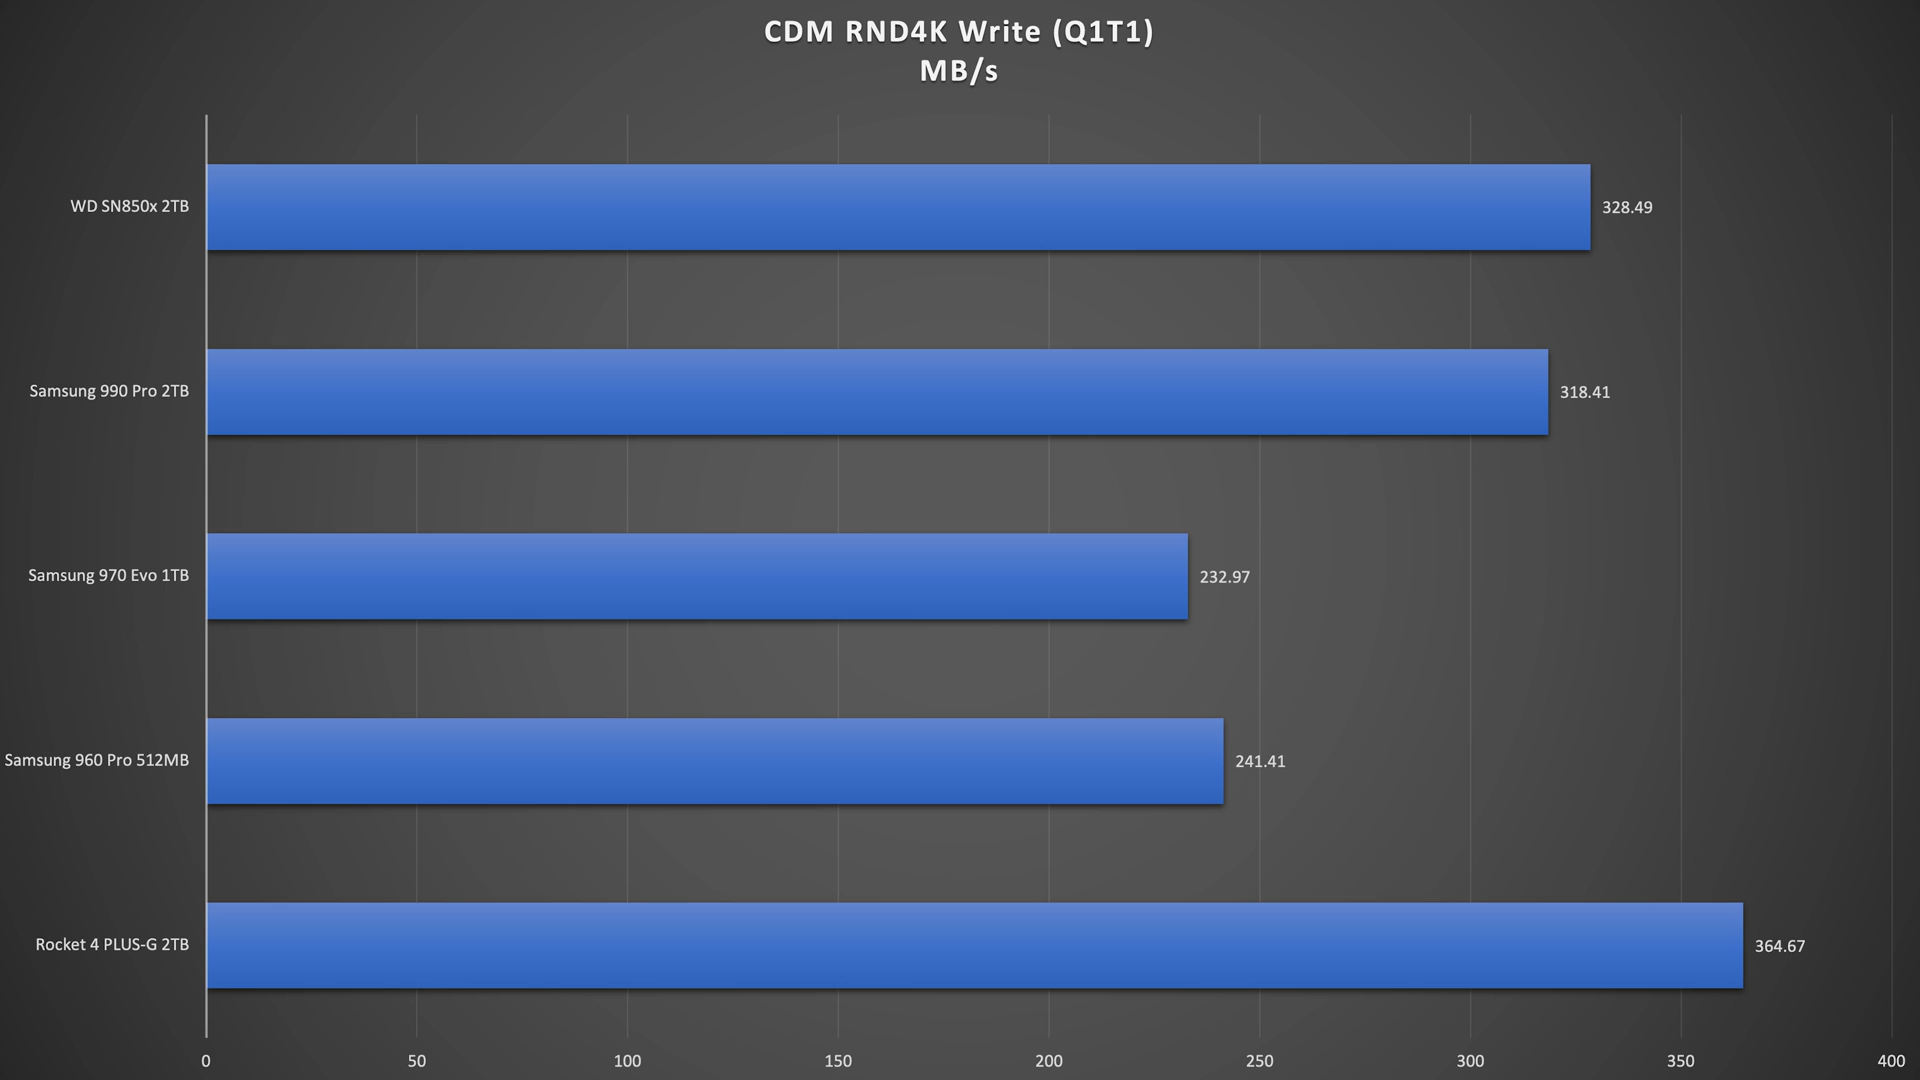 CDM RND4K Write (Q1T1)
MB/s
WD SN850x 2TB
328.49
Samsung 990 Pro 2TB
318.41
Samsung 970 Evo 1TB
232.97
Samsung 960 Pro 512MB
241.41
Rocket 4 PLUS-G 2TB
364.67
0 50 100 150 200 250 300 350 400